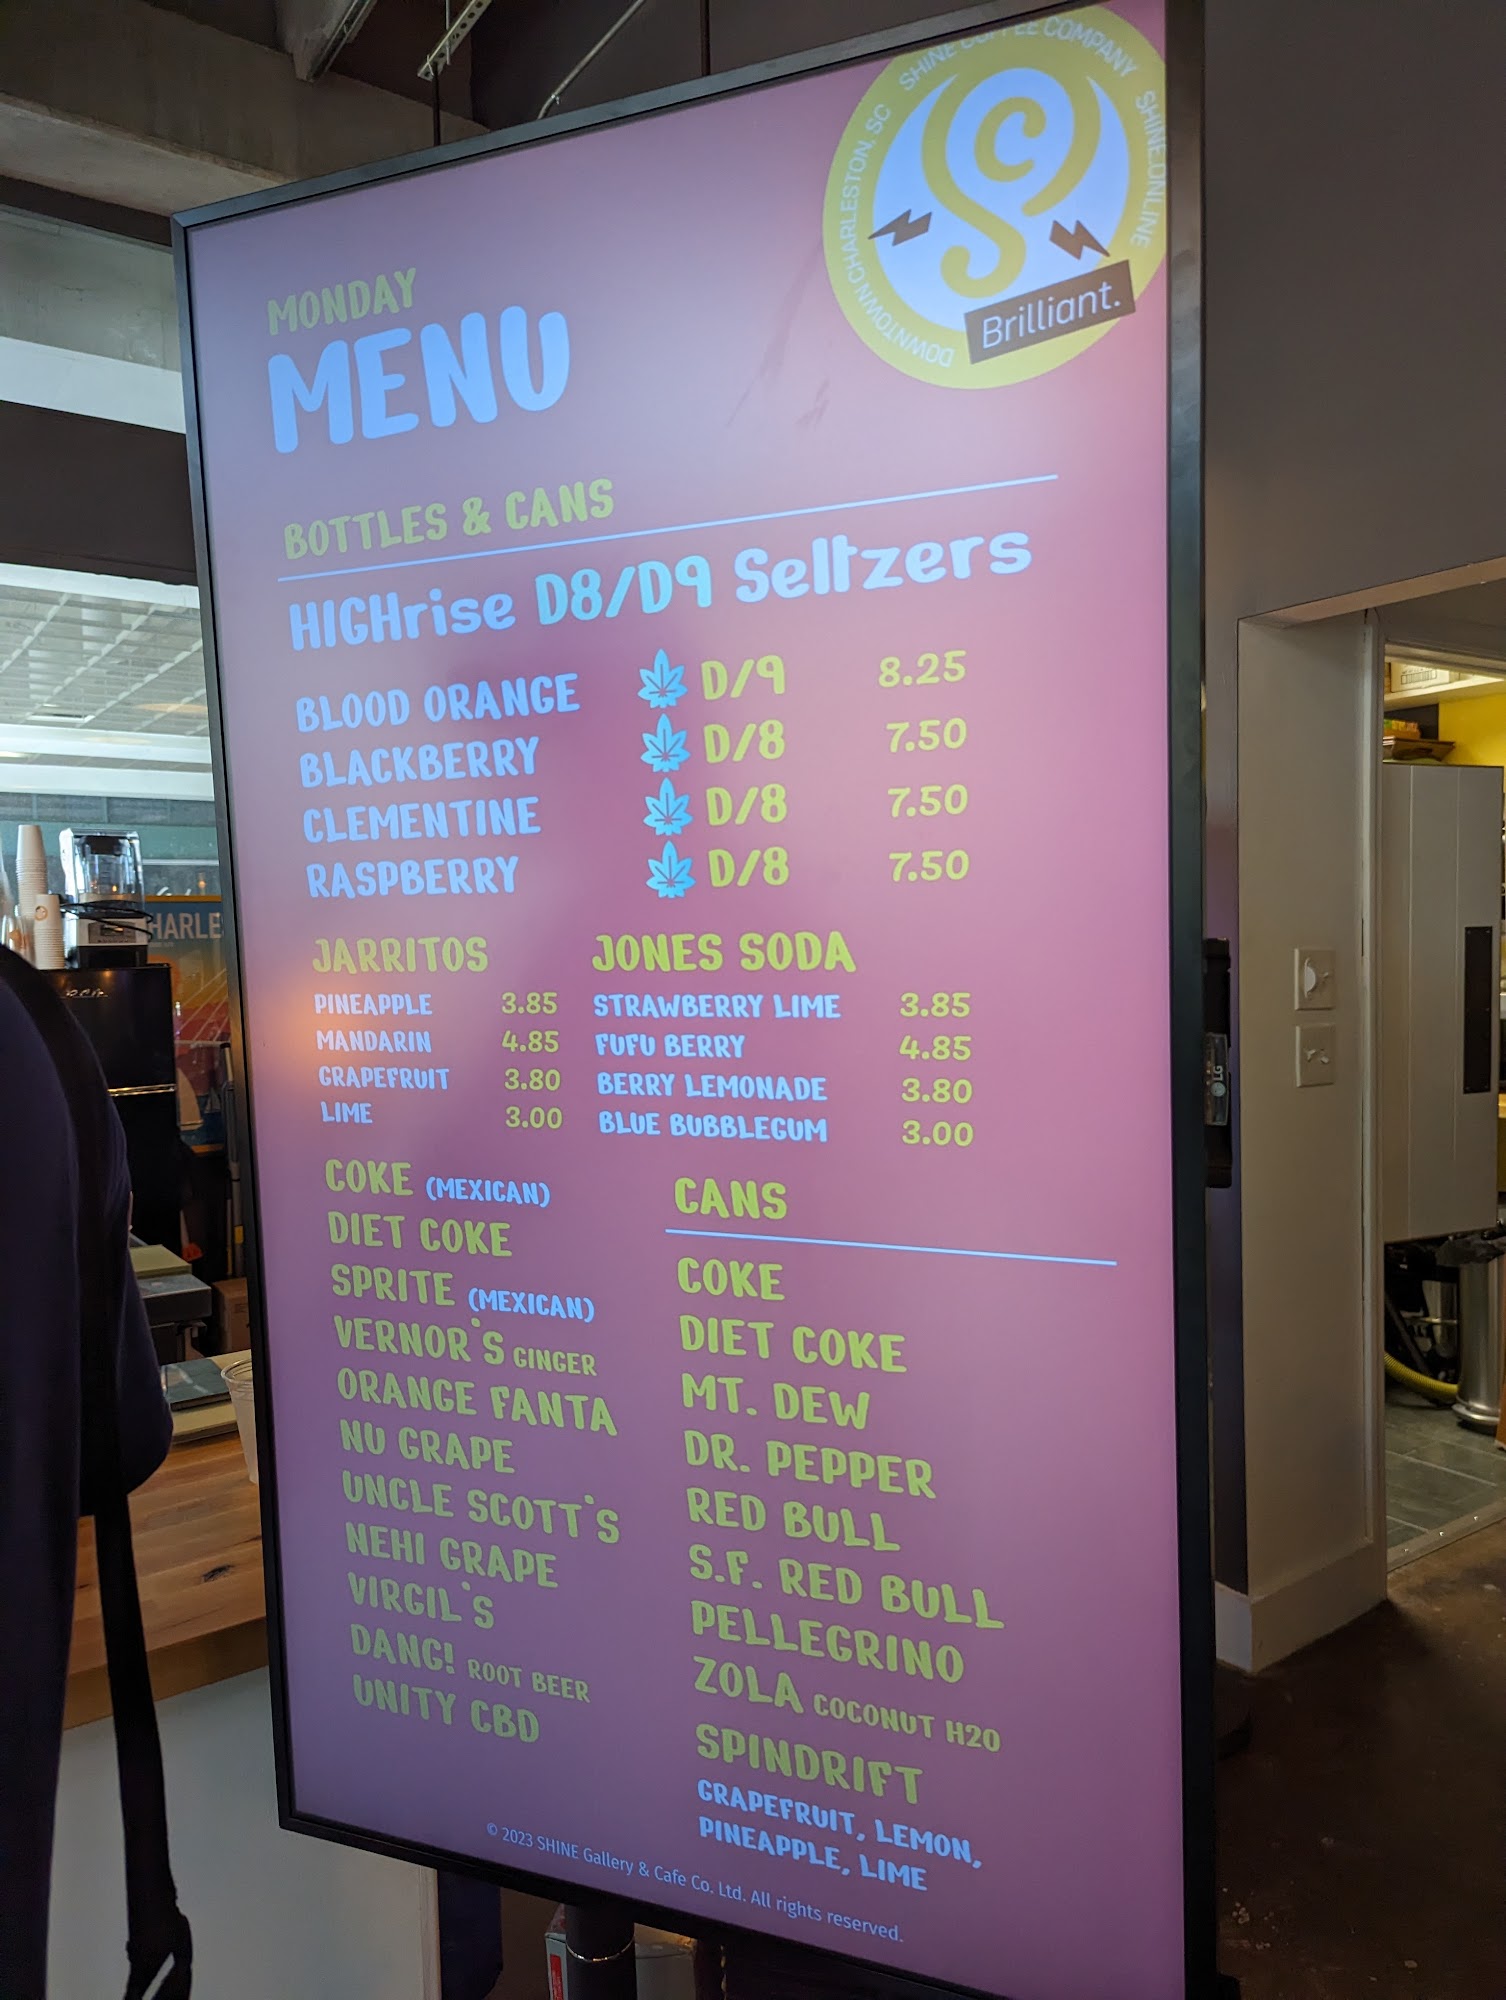 SHINE COFFEE COMPANY
SHINE.ONLINE
DOWNTOWN CHARLESTON, SC
Brilliant.
MONDAY
MENU
BOTTLES & CANS
HIGHrise D8/D9 Seltzers
BLOOD ORANGE D/9 8.25
BLACKBERRY D/8 7.50
CLEMENTINE D/8 7.50
RASPBERRY D/8 7.50
JARRITOS
PINEAPPLE 3.85
MANDARIN 4.85
GRAPEFRUIT 3.80
LIME 3.00
JONES SODA
STRAWBERRY LIME 3.85
FUFU BERRY 4.85
BERRY LEMONADE 3.80
BLUE BUBBLEGUM 3.00
COKE (MEXICAN)
DIET COKE
SPRITE (MEXICAN)
VERNOR'S GINGER
ORANGE FANTA
NU GRAPE
UNCLE SCOTT'S
NEHI GRAPE
VIRGIL'S
DANG! ROOT BEER
UNITY CBD
CANS
COKE
DIET COKE
MT. DEW
DR. PEPPER
RED BULL
S.F. RED BULL
PELLEGRINO
ZOLA COCONUT H20
SPINDRIFT
GRAPEFRUIT, LEMON,
PINEAPPLE, LIME
© 2023 SHINE Gallery & Cafe Co. Ltd. All rights reserved.
HARLE
LG